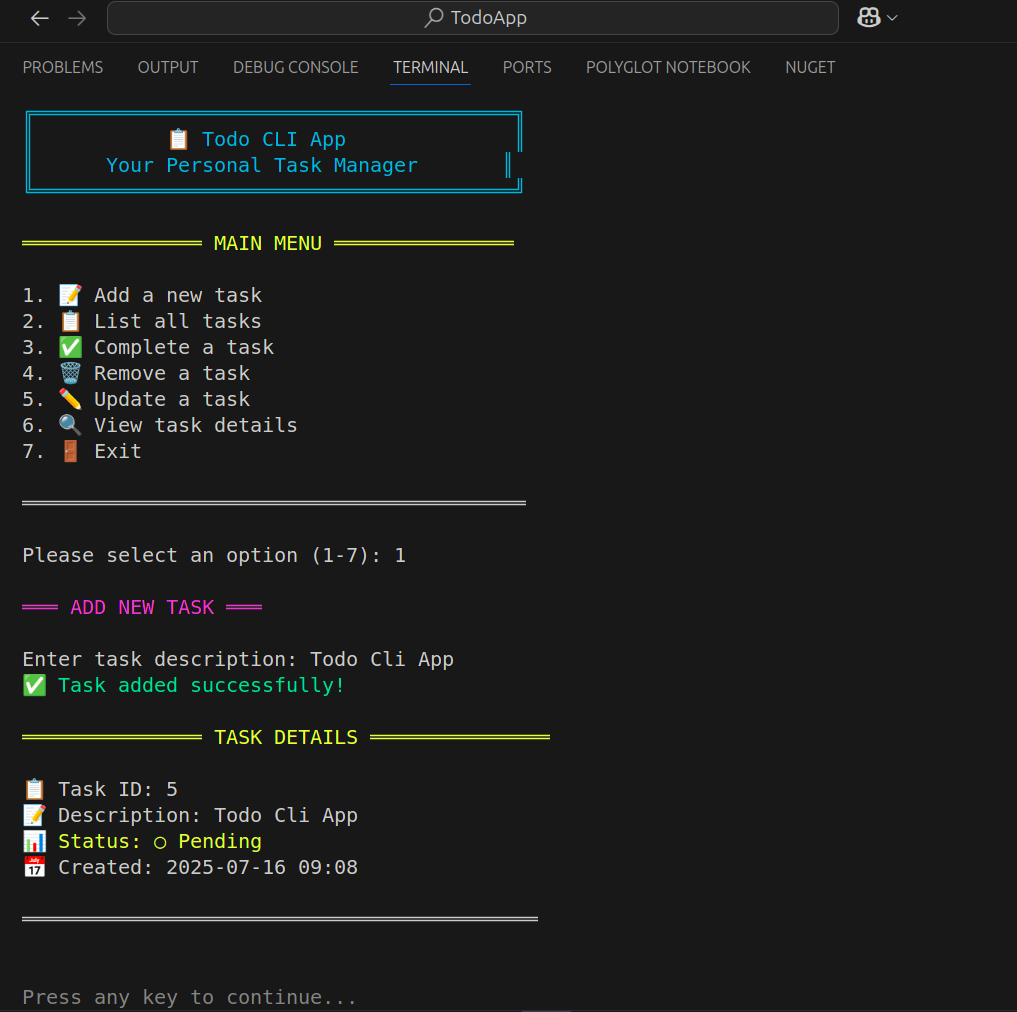 TodoApp
PROBLEMS OUTPUT DEBUG CONSOLE TERMINAL PORTS POLYGLOT NOTEBOOK NUGET
📋 Todo CLI App
Your Personal Task Manager
MAIN MENU
1. 📝 Add a new task
2. 📋 List all tasks
3. ✅ Complete a task
4. 🗑️ Remove a task
5. ✏️ Update a task
6. 🔍 View task details
7. 🚪 Exit
Please select an option (1-7): 1
═══ ADD NEW TASK ═══
Enter task description: Todo Cli App
✅ Task added successfully!
TASK DETAILS
📋 Task ID: 5
📝 Description: Todo Cli App
📊 Status: ○ Pending
📅 Created: 2025-07-16 09:08
Press any key to continue...